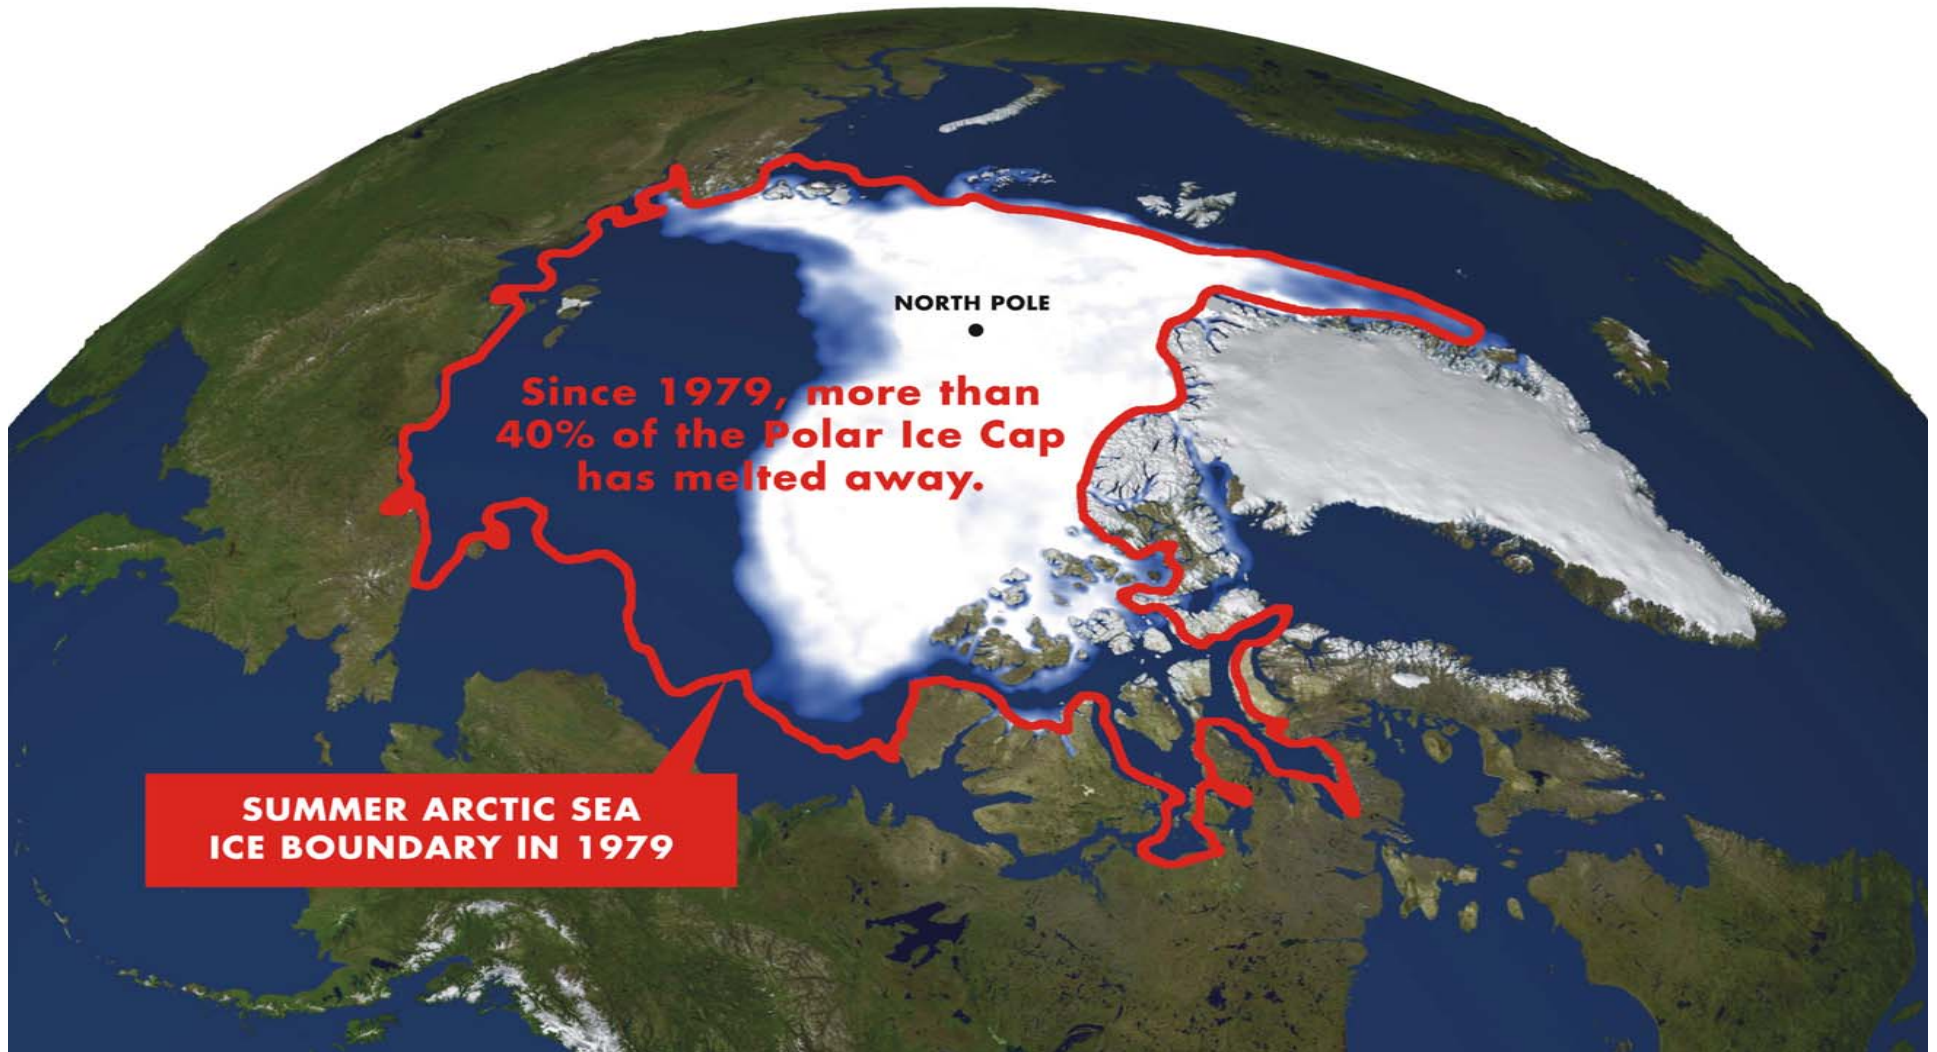 NORTH POLE
Since 1979, more than
40% of the Polar Ice Cap
has melted away.
SUMMER ARCTIC SEA
ICE BOUNDARY IN 1979